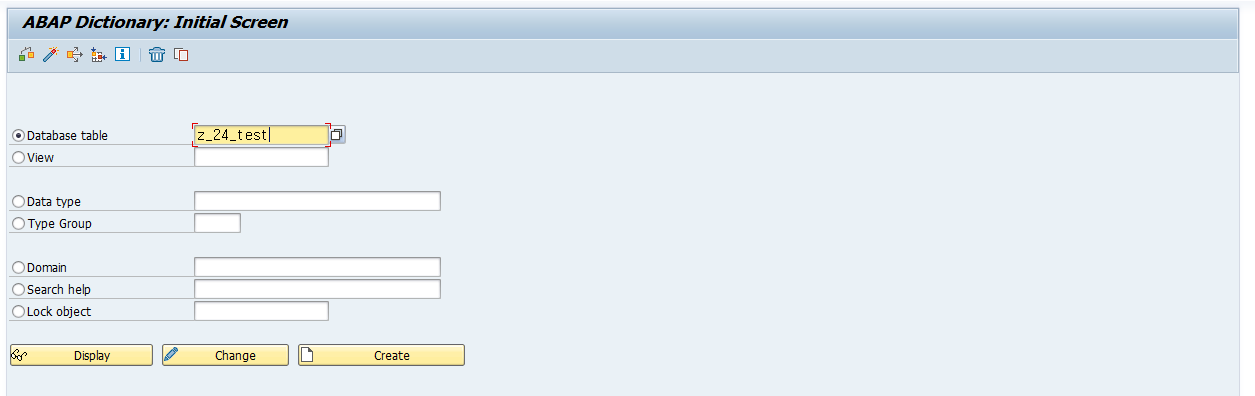 ABAP Dictionary: Initial Screen
Database table z_24_test
View
Data type
Type Group
Domain
Search help
Lock object
Display Change Create